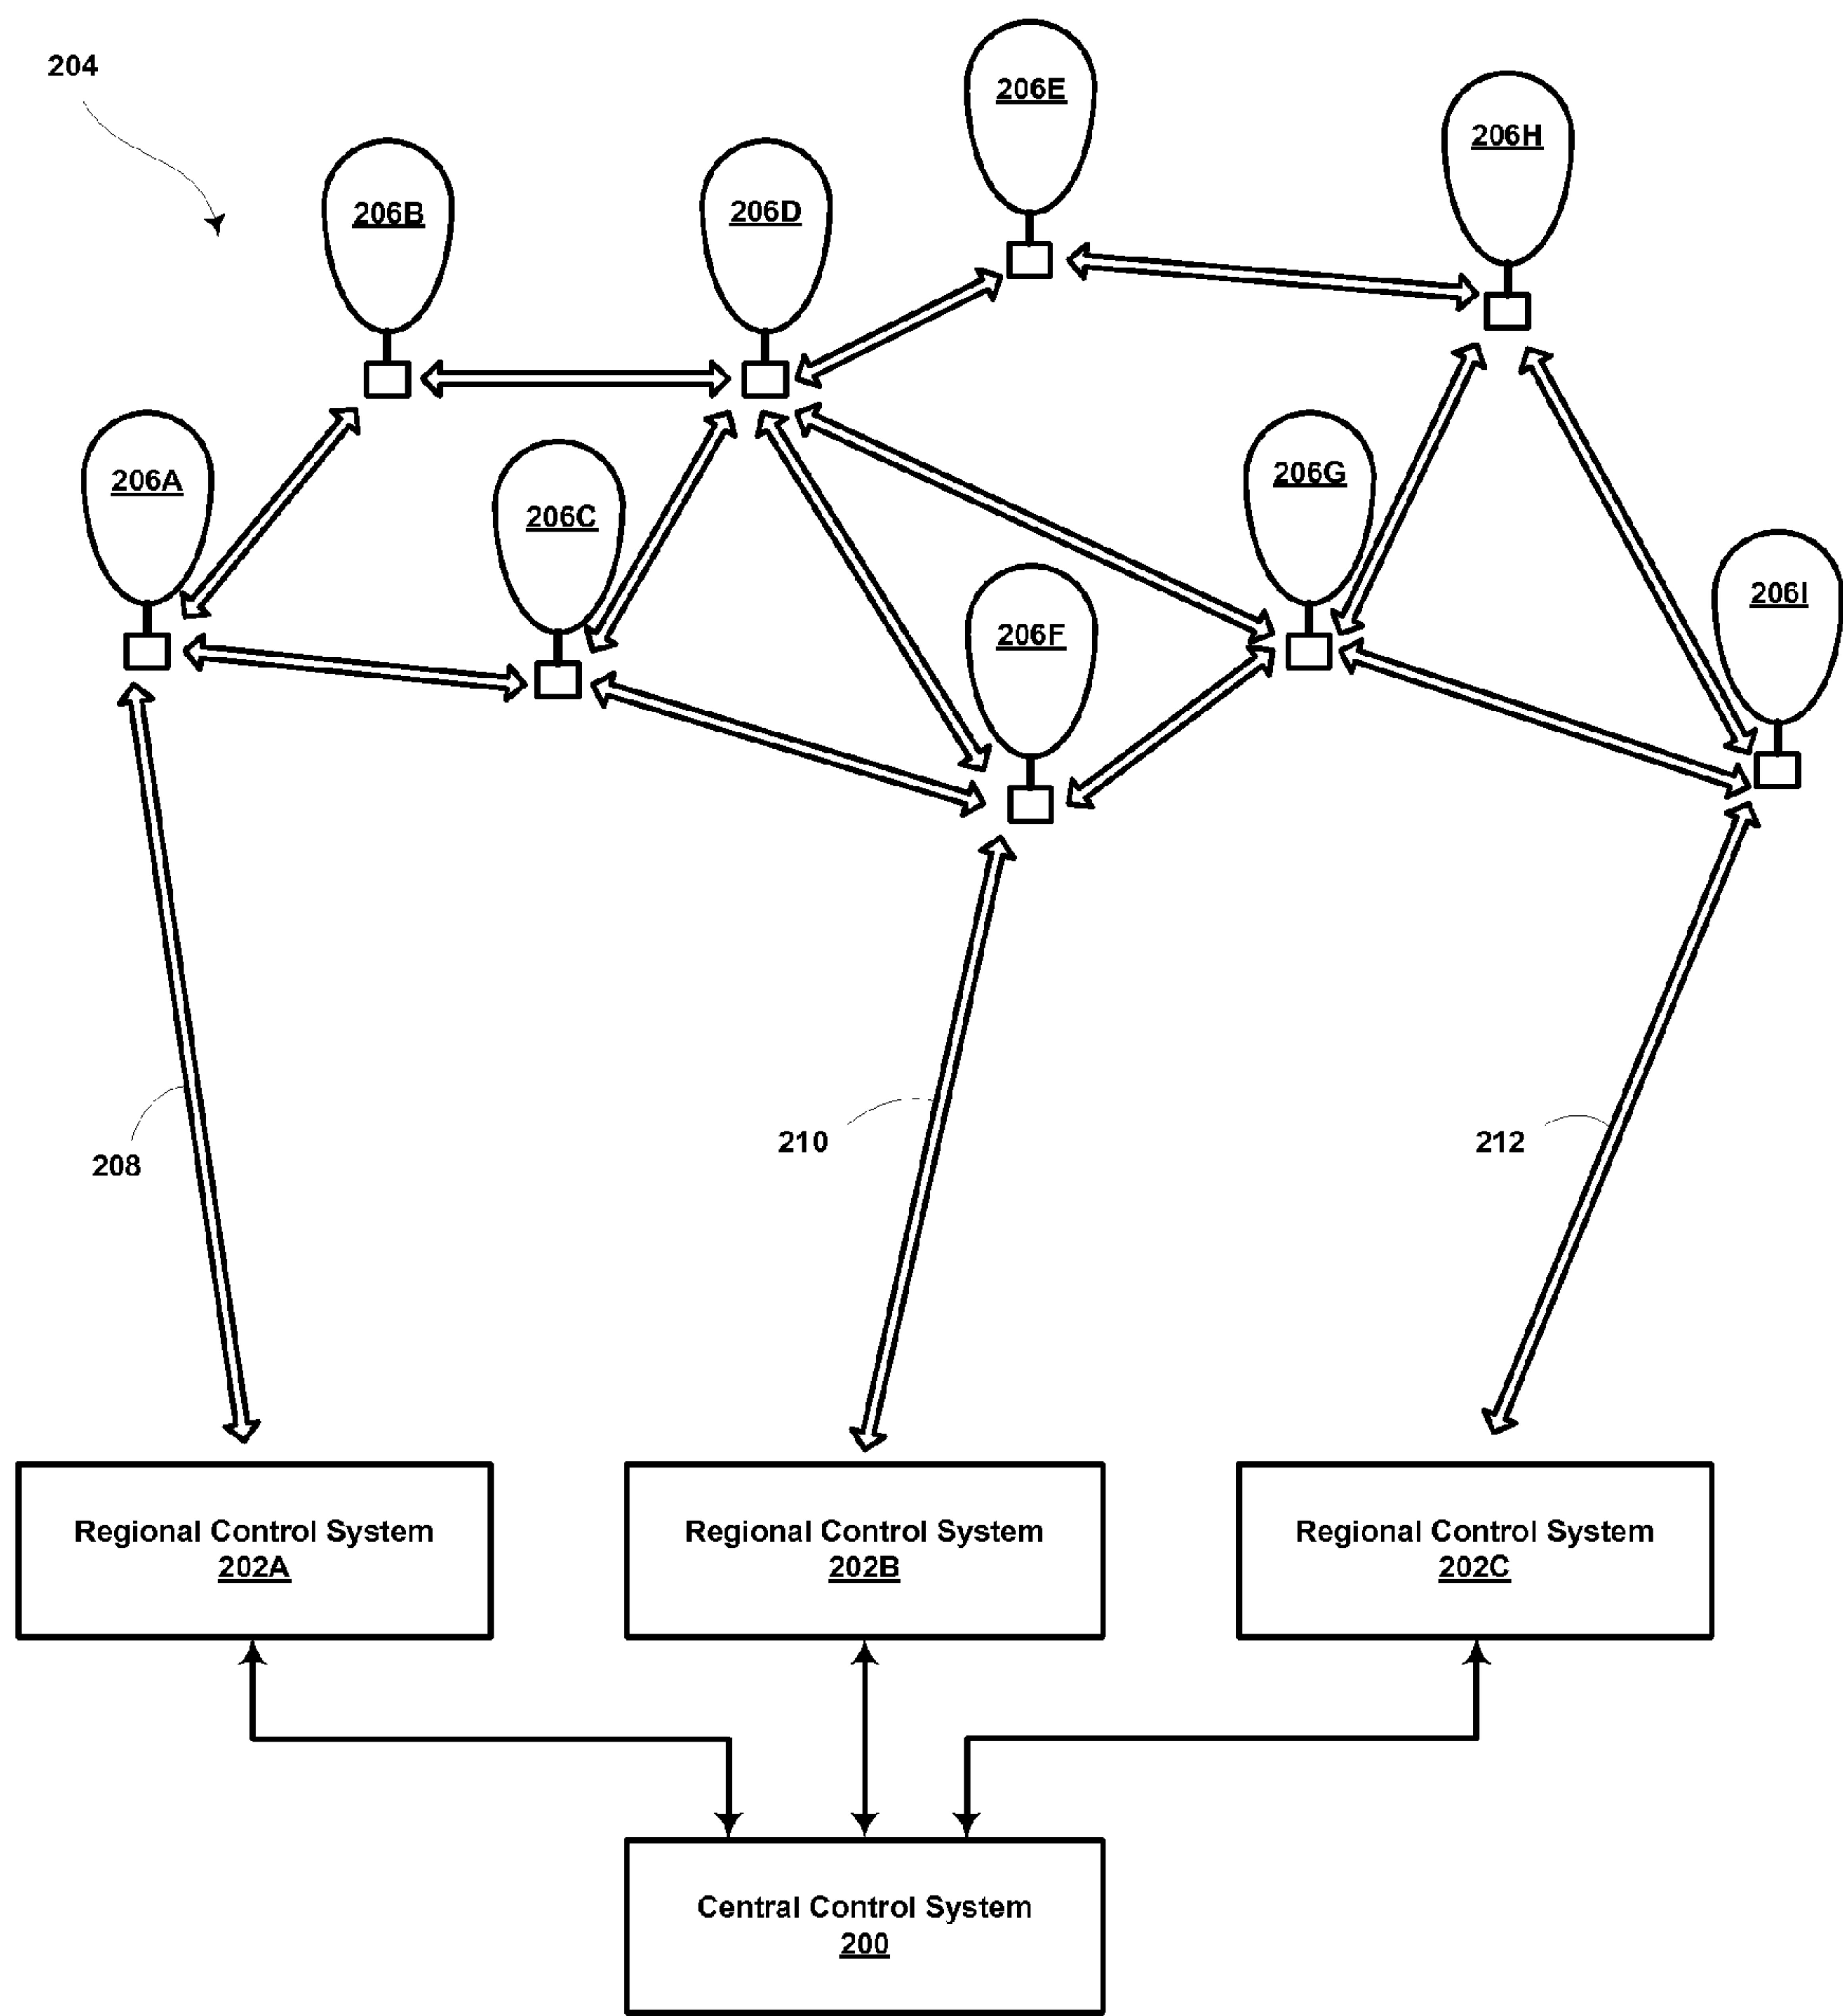 204
206E
206H
206B
206D
206A
206C
206G
206F
206I
208
210
212
Regional Control System
202A
Regional Control System
202B
Regional Control System
202C
Central Control System
200